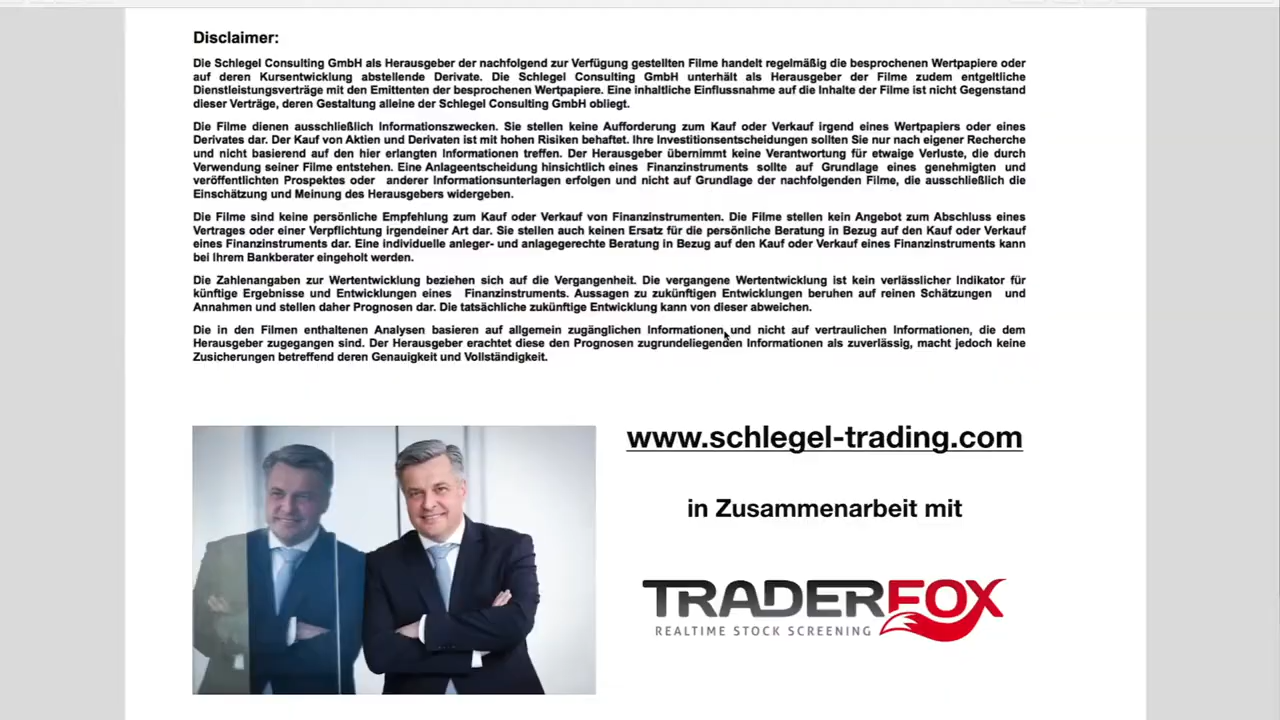 Disclaimer:
Die Schlegel Consulting GmbH als Herausgeber der nachfolgend zur Verfügung gestellten Filme handelt regelmäßig die besprochenen Wertpapiere oder
auf deren Kursentwicklung abstellende Derivate. Die Schlegel Consulting GmbH unterhält als Herausgeber der Filme zudem entgeltliche
Dienstleistungsverträge mit den Emittenten der besprochenen Wertpapiere. Eine inhaltliche Einflussnahme auf die Inhalte der Filme ist nicht Gegenstand
dieser Verträge, deren Gestaltung alleine der Schlegel Consulting GmbH obliegt.
Die Filme dienen ausschließlich Informationszwecken. Sie stellen keine Aufforderung zum Kauf oder Verkauf irgend eines Wertpapiers oder eines
Derivates dar. Der Kauf von Aktien und Derivaten ist mit hohen Risiken behaftet. Ihre Investitionsentscheidungen sollten Sie nur nach eigener Recherche
und nicht basierend auf den hier erlangten Informationen treffen. Der Herausgeber übernimmt keine Verantwortung für etwaige Verluste, die durch
Verwendung seiner Filme entstehen. Eine Anlageentscheidung hinsichtlich eines Finanzinstruments sollte auf Grundlage eines genehmigten und
veröffentlichten Prospektes oder anderer Informationsunterlagen erfolgen und nicht auf Grundlage der nachfolgenden Filme, die ausschließlich die
Einschätzung und Meinung des Herausgebers widergeben.
Die Filme sind keine persönliche Empfehlung zum Kauf oder Verkauf von Finanzinstrumenten. Die Filme stellen kein Angebot zum Abschluss eines
Vertrages oder einer Verpflichtung irgendeiner Art dar. Sie stellen auch keinen Ersatz für die persönliche Beratung in Bezug auf den Kauf oder Verkauf
eines Finanzinstruments dar. Eine individuelle anleger- und anlagegerechte Beratung in Bezug auf den Kauf oder Verkauf eines Finanzinstruments kann
bei Ihrem Bankberater eingeholt werden.
Die Zahlenangaben zur Wertentwicklung beziehen sich auf die Vergangenheit. Die vergangene Wertentwicklung ist kein verlässlicher Indikator für
künftige Ergebnisse und Entwicklungen eines Finanzinstruments. Aussagen zu zukünftigen Entwicklungen beruhen auf reinen Schätzungen und
Annahmen und stellen daher Prognosen dar. Die tatsächliche zukünftige Entwicklung kann von dieser abweichen.
Die in den Filmen enthaltenen Analysen basieren auf allgemein zugänglichen Informationen und nicht auf vertraulichen Informationen, die dem
Herausgeber zugegangen sind. Der Herausgeber erachtet diese den Prognosen zugrundeliegenden Informationen als zuverlässig, macht jedoch keine
Zusicherungen betreffend deren Genauigkeit und Vollständigkeit.
www.schlegel-trading.com
in Zusammenarbeit mit
TRADERFOX
REALTIME STOCK SCREENING